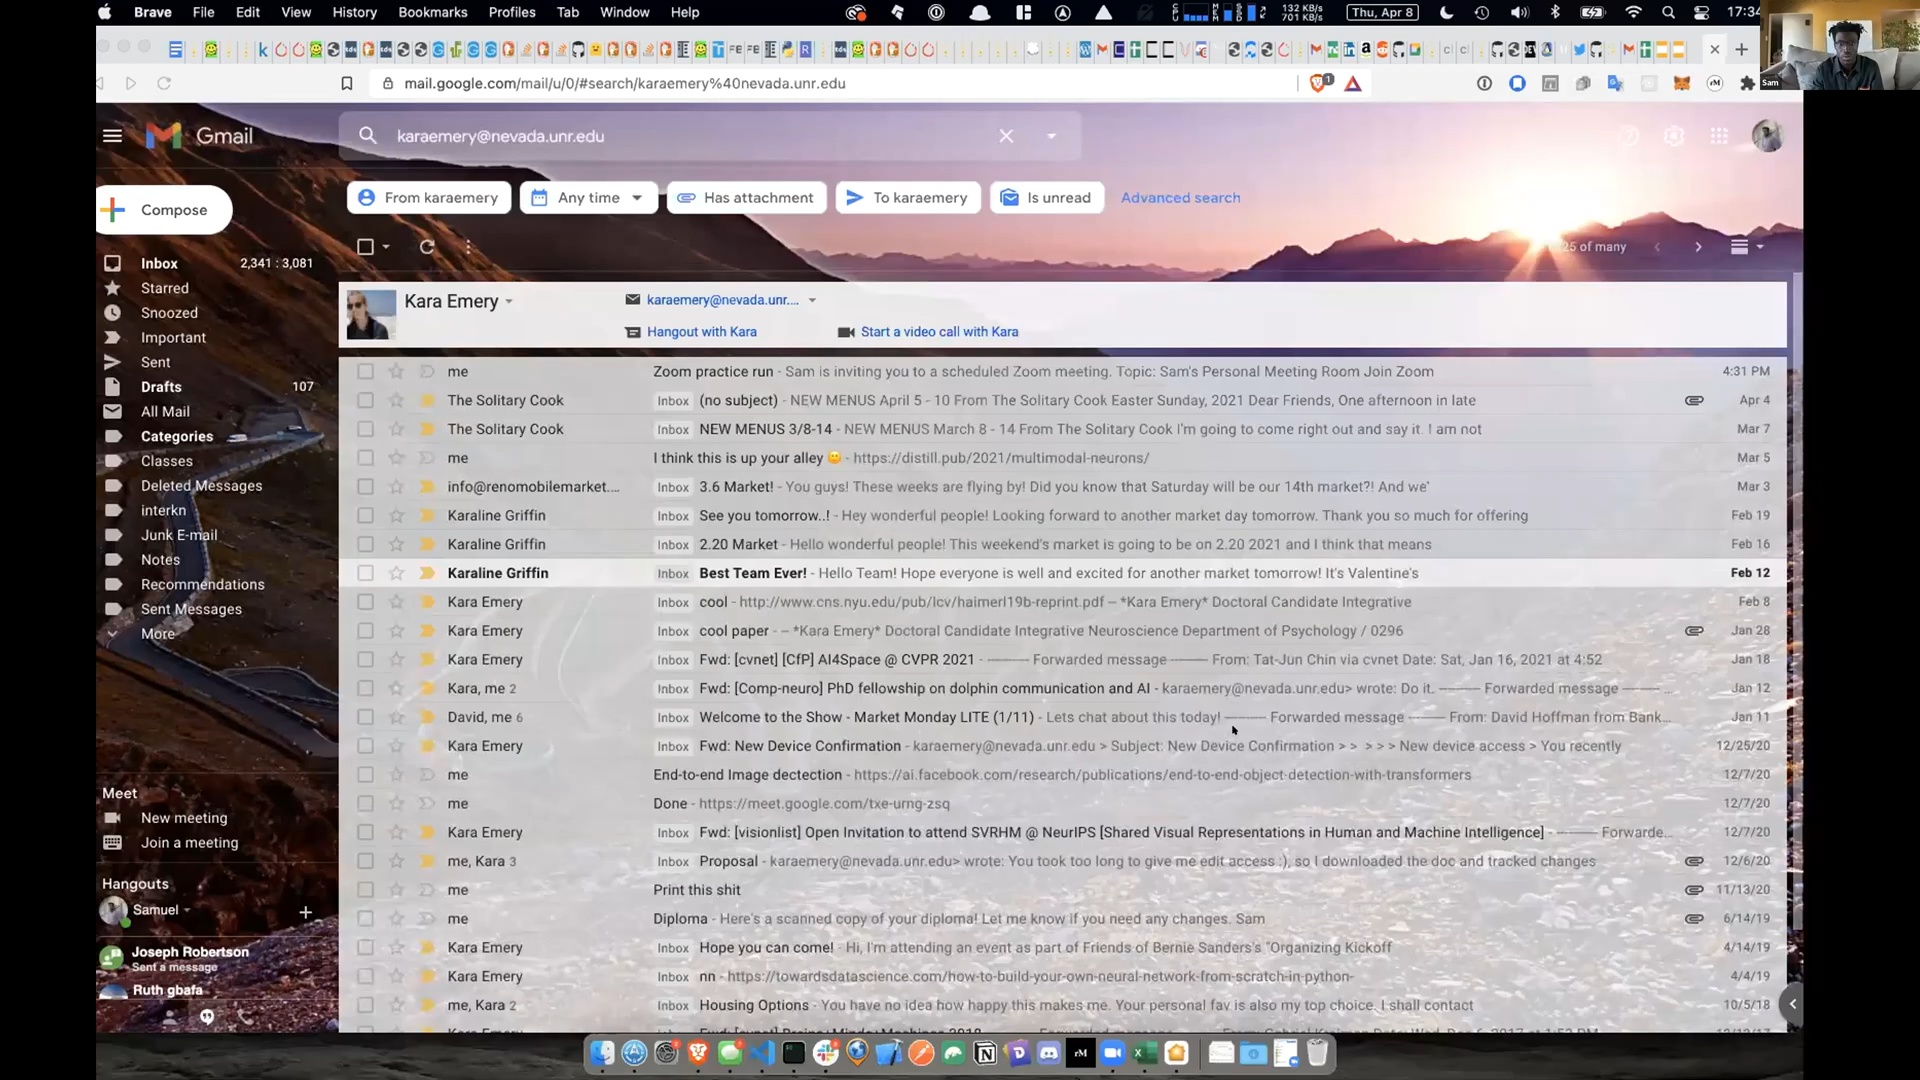 Brave File Edit View History Bookmarks Profiles Tab Window Help
132 KB/s
701 KB/s
Thu, Apr 8
17:34
Sam
mail.google.com/mail/u/0/#search/karaemery%40nevada.unr.edu
Gmail
karaemery@nevada.unr.edu
From karaemery Any time Has attachment To karaemery Is unread Advanced search
Compose
25 of many
Inbox 2,341 : 3,081
Starred
Snoozed
Important
Sent
Drafts 107
All Mail
Categories
Classes
Deleted Messages
interkn
Junk E-mail
Notes
Recommendations
Sent Messages
More
Meet
New meeting
Join a meeting
Hangouts
Samuel
Joseph Robertson
Sent a message
Ruth gbafa
Kara Emery
karaemery@nevada.unr....
Hangout with Kara
Start a video call with Kara
me Zoom practice run - Sam is inviting you to a scheduled Zoom meeting. Topic: Sam's Personal Meeting Room Join Zoom 4:31 PM
The Solitary Cook Inbox (no subject) - NEW MENUS April 5 - 10 From The Solitary Cook Easter Sunday, 2021 Dear Friends, One afternoon in late Apr 4
The Solitary Cook Inbox NEW MENUS 3/8-14 - NEW MENUS March 8 - 14 From The Solitary Cook I'm going to come right out and say it. I am not Mar 7
me I think this is up your alley 🙂 - https://distill.pub/2021/multimodal-neurons/ Mar 5
info@renomobilemarket.... Inbox 3.6 Market! - You guys! These weeks are flying by! Did you know that Saturday will be our 14th market?! And we' Mar 3
Karaline Griffin Inbox See you tomorrow..! - Hey wonderful people! Looking forward to another market day tomorrow. Thank you so much for offering Feb 19
Karaline Griffin Inbox 2.20 Market - Hello wonderful people! This weekend's market is going to be on 2.20 2021 and I think that means Feb 16
Karaline Griffin Inbox Best Team Ever! - Hello Team! Hope everyone is well and excited for another market tomorrow! It's Valentine's Feb 12
Kara Emery Inbox cool - http://www.cns.nyu.edu/pub/lcv/haimerl19b-reprint.pdf – *Kara Emery* Doctoral Candidate Integrative Feb 8
Kara Emery Inbox cool paper - – *Kara Emery* Doctoral Candidate Integrative Neuroscience Department of Psychology / 0296 Jan 28
Kara Emery Inbox Fwd: [cvnet] [CfP] AI4Space @ CVPR 2021 - ---------- Forwarded message --------- From: Tat-Jun Chin via cvnet Date: Sat, Jan 16, 2021 at 4:52 Jan 18
Kara, me 2 Inbox Fwd: [Comp-neuro] PhD fellowship on dolphin communication and AI - karaemery@nevada.unr.edu> wrote: Do it. ---------- Forwarded message --------- ... Jan 12
David, me 6 Inbox Welcome to the Show - Market Monday LITE (1/11) - Lets chat about this today! ---------- Forwarded message --------- From: David Hoffman from Bank... Jan 11
Kara Emery Inbox Fwd: New Device Confirmation - karaemery@nevada.unr.edu > Subject: New Device Confirmation > > > > > New device access > You recently 12/25/20
me End-to-end Image dectection - https://ai.facebook.com/research/publications/end-to-end-object-detection-with-transformers 12/7/20
me Done - https://meet.google.com/txe-urng-zsq 12/7/20
Kara Emery Inbox Fwd: [visionlist] Open Invitation to attend SVRHM @ NeurIPS [Shared Visual Representations in Human and Machine Intelligence] - ---------- Forwarde... 12/7/20
me, Kara 3 Inbox Proposal - karaemery@nevada.unr.edu> wrote: You took too long to give me edit access :), so I downloaded the doc and tracked changes 12/6/20
me Print this shit 11/13/20
me Diploma - Here's a scanned copy of your diploma! Let me know if you need any changes. Sam 6/14/19
Kara Emery Inbox Hope you can come! - Hi, I'm attending an event as part of Friends of Bernie Sanders's "Organizing Kickoff 4/14/19
Kara Emery Inbox nn - https://towardsdatascience.com/how-to-build-your-own-neural-network-from-scratch-in-python- 4/4/19
me, Kara 2 Inbox Housing Options - You have no idea how happy this makes me. Your personal fav is also my top choice. I shall contact 10/5/18